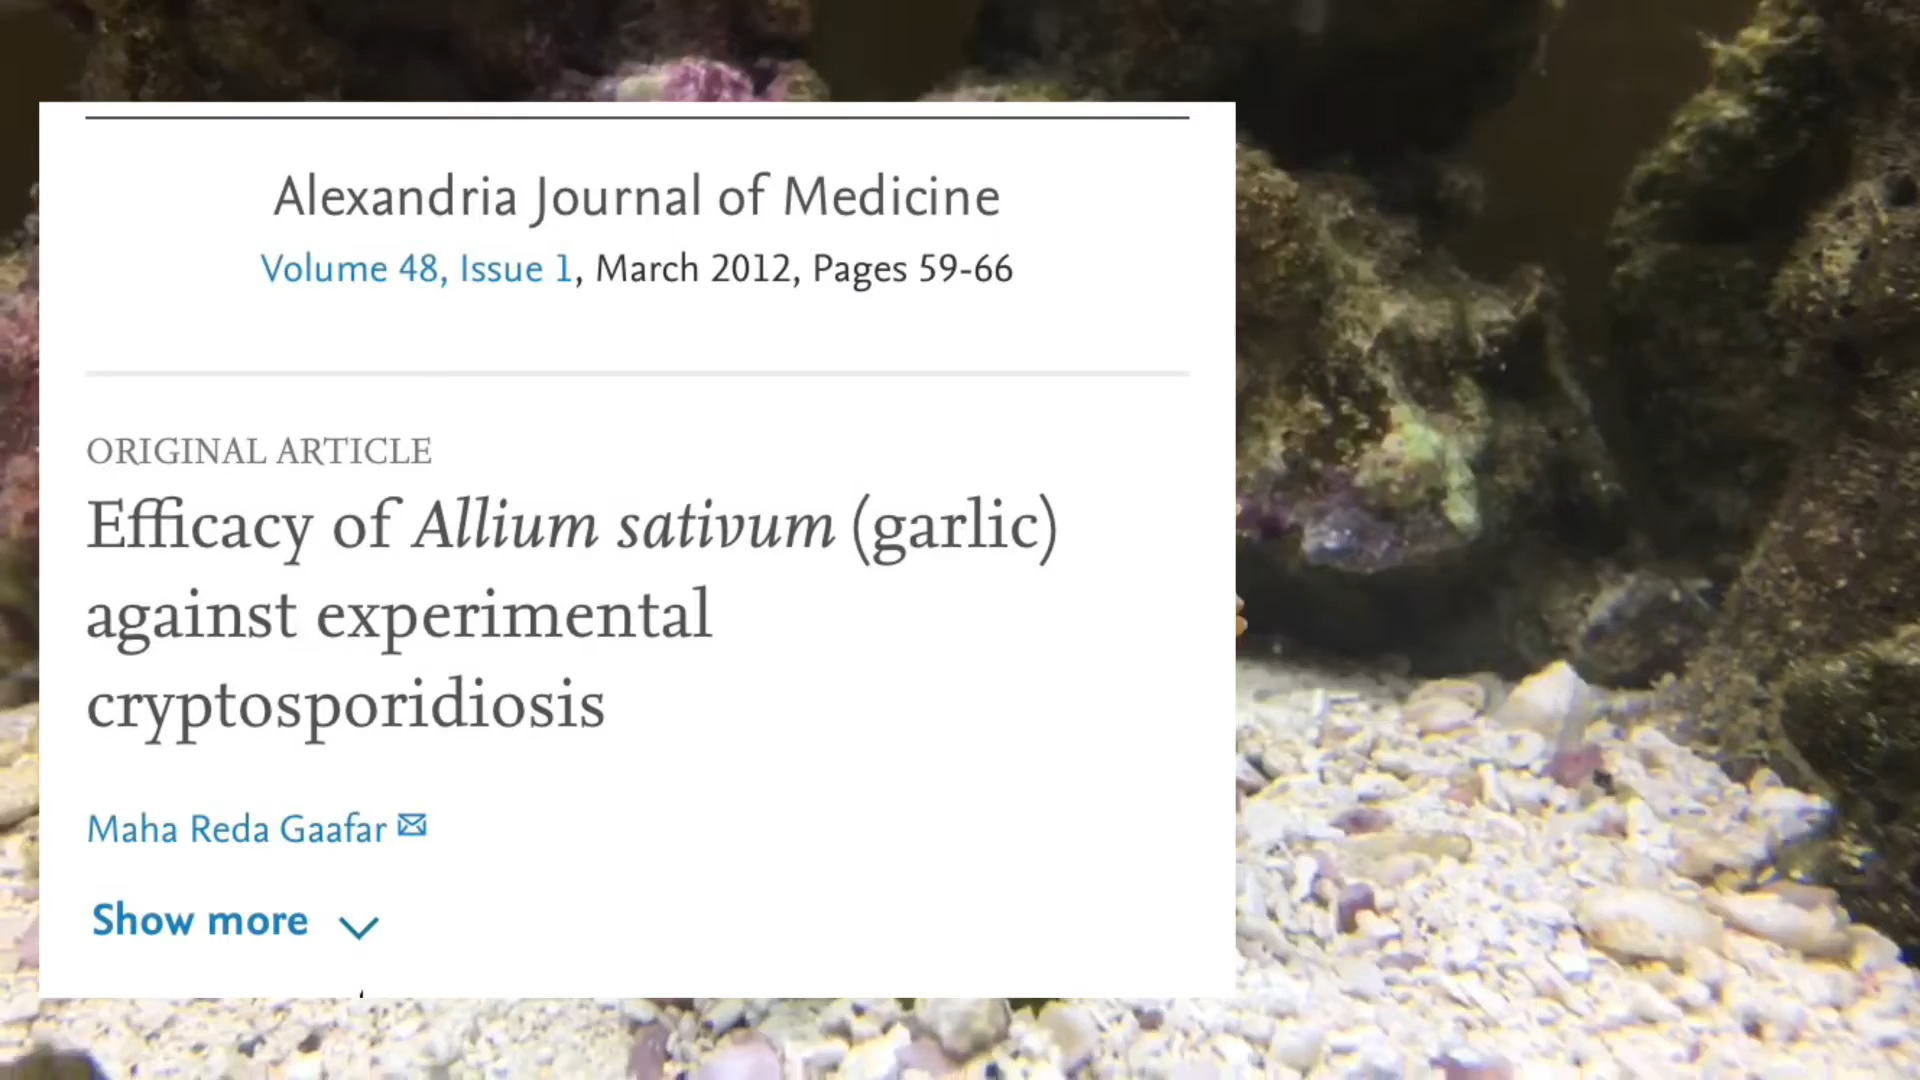 Alexandria Journal of Medicine
Volume 48, Issue 1, March 2012, Pages 59-66
ORIGINAL ARTICLE
Efficacy of Allium sativum (garlic)
against experimental
cryptosporidiosis
Maha Reda Gaafar
Show more